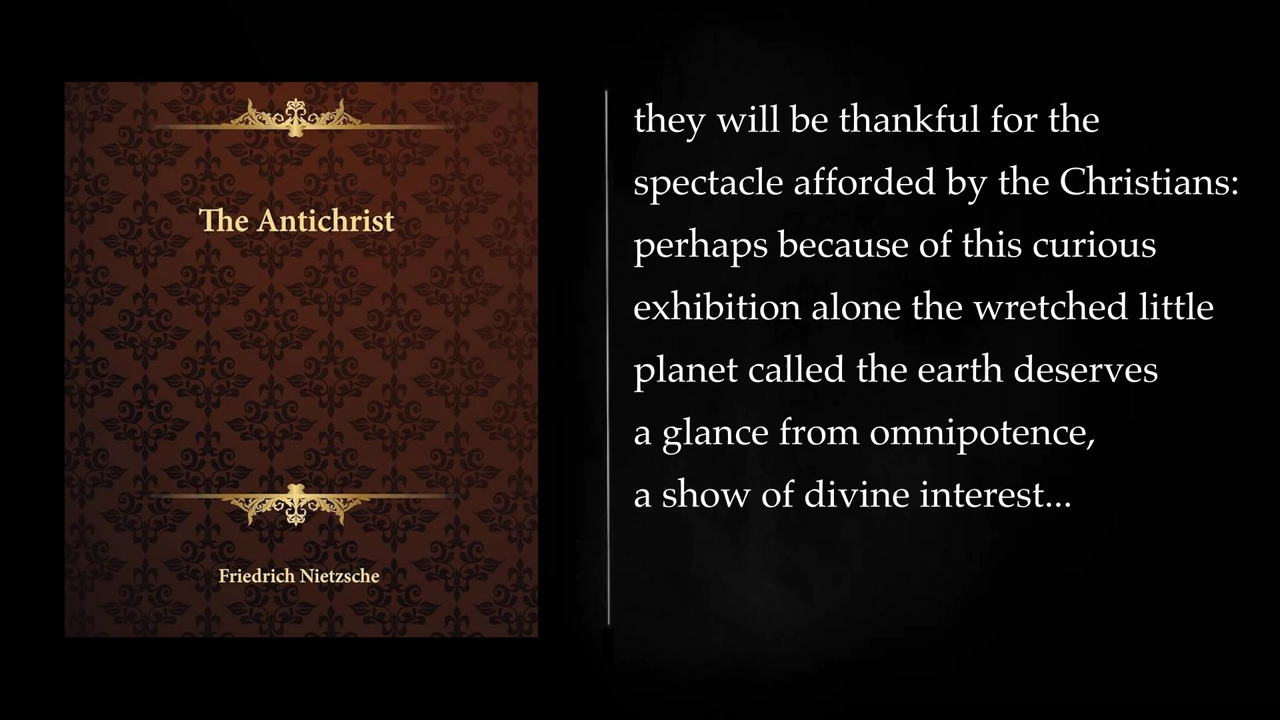 The Antichrist
Friedrich Nietzsche
they will be thankful for the
spectacle afforded by the Christians:
perhaps because of this curious
exhibition alone the wretched little
planet called the earth deserves
a glance from omnipotence,
a show of divine interest...